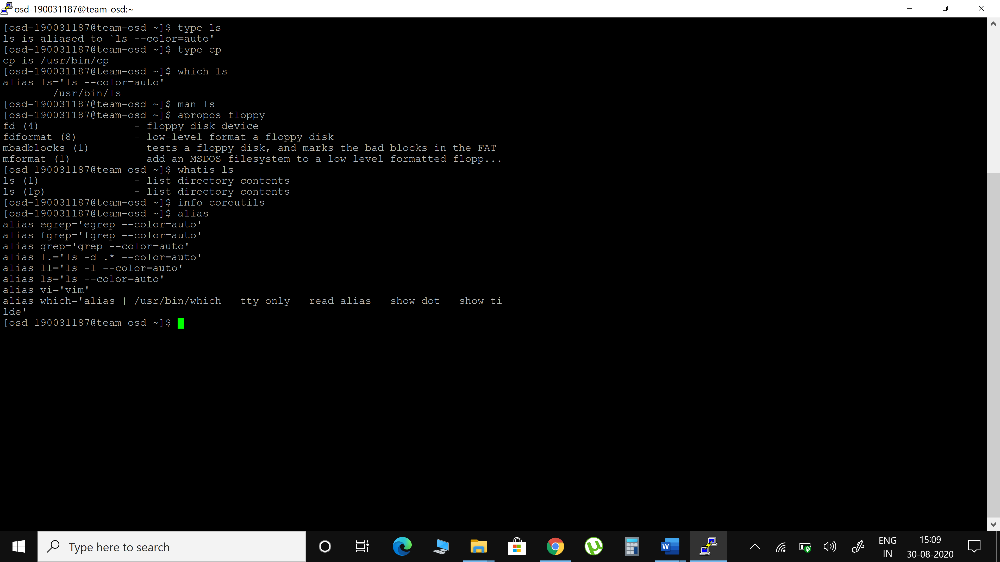 osd-190031187@team-osd:~
[osd-190031187@team-osd ~]$ type ls
ls is aliased to `ls --color=auto'
[osd-190031187@team-osd ~]$ type cp
cp is /usr/bin/cp
[osd-190031187@team-osd ~]$ which ls
alias ls='ls --color=auto'
        /usr/bin/ls
[osd-190031187@team-osd ~]$ man ls
[osd-190031187@team-osd ~]$ apropos floppy
fd (4)               - floppy disk device
fdformat (8)         - low-level format a floppy disk
mbadblocks (1)       - tests a floppy disk, and marks the bad blocks in the FAT
mformat (1)          - add an MSDOS filesystem to a low-level formatted flopp...
[osd-190031187@team-osd ~]$ whatis ls
ls (1)               - list directory contents
ls (1p)              - list directory contents
[osd-190031187@team-osd ~]$ info coreutils
[osd-190031187@team-osd ~]$ alias
alias egrep='egrep --color=auto'
alias fgrep='fgrep --color=auto'
alias grep='grep --color=auto'
alias l.='ls -d .* --color=auto'
alias ll='ls -l --color=auto'
alias ls='ls --color=auto'
alias vi='vim'
alias which='alias | /usr/bin/which --tty-only --read-alias --show-dot --show-ti
lde'
[osd-190031187@team-osd ~]$
Type here to search
W
ENG
IN
15:09
30-08-2020